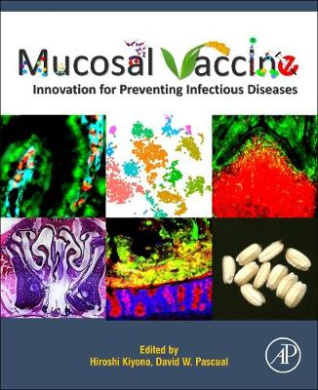 Mucosal Vaccine
Innovation for Preventing Infectious Diseases
Edited by
Hiroshi Kiyono, David W. Pascual
AP